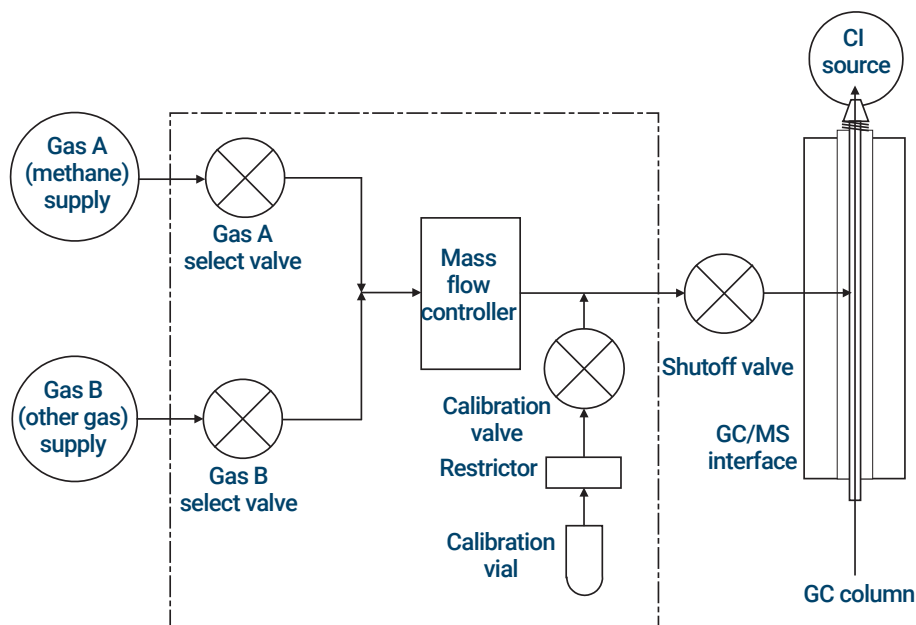 CI
source
Gas A
(methane)
supply
Gas A
select valve
Mass
flow
controller
Shutoff valve
Gas B
(other gas)
supply
Gas B
select valve
Calibration
valve
Restrictor
Calibration
vial
GC/MS
interface
GC column